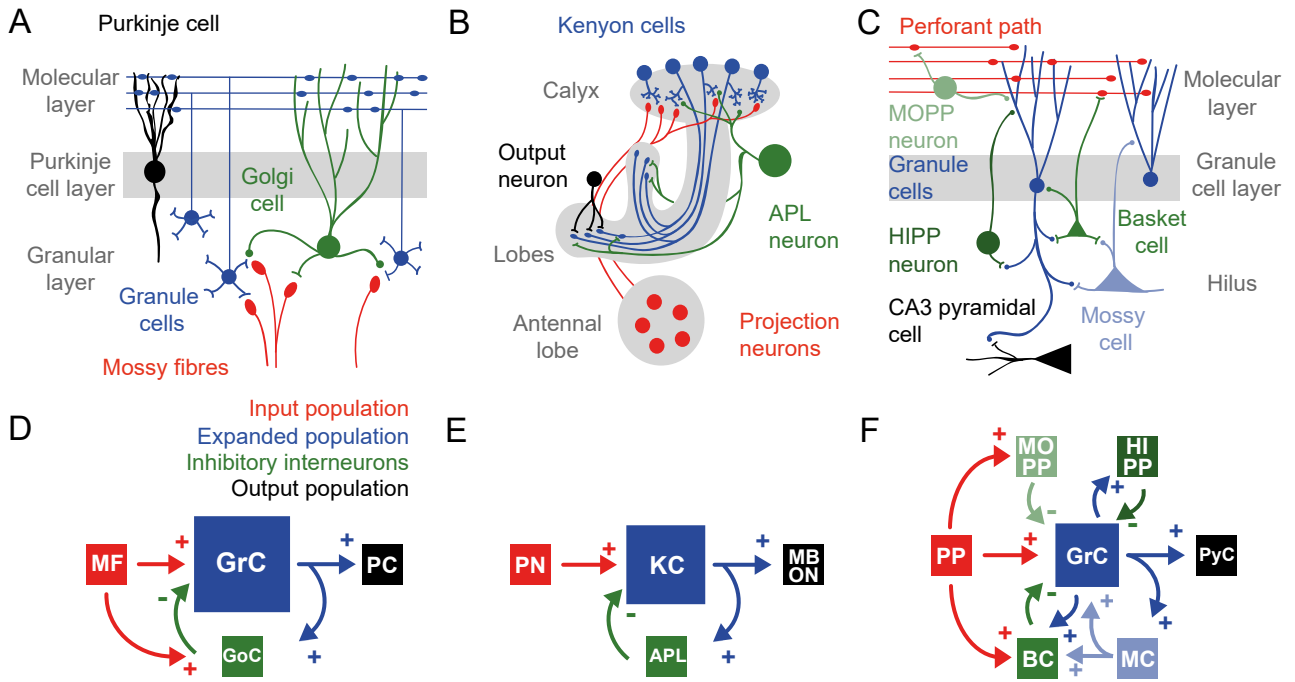 A
Purkinje cell
Molecular
layer
Purkinje
cell layer
Golgi
cell
Granular
layer
Granule
cells
Mossy fibres
B
Kenyon cells
Calyx
Output
neuron
APL
neuron
Lobes
Antennal
lobe
Projection
neurons
C
Perforant path
Molecular
layer
MOPP
neuron
Granule
cells
Granule
cell layer
HIPP
neuron
Basket
cell
Hilus
CA3 pyramidal
cell
Mossy
cell
D
Input population
Expanded population
Inhibitory interneurons
Output population
MF
+
GrC
+
PC
-
GoC
+
+
E
PN
+
KC
+
MB
ON
-
APL
+
F
+
MO
PP
HI
PP
+
-
-
PP
+
GrC
+
PyC
-
+
+
+
+
BC
+
MC